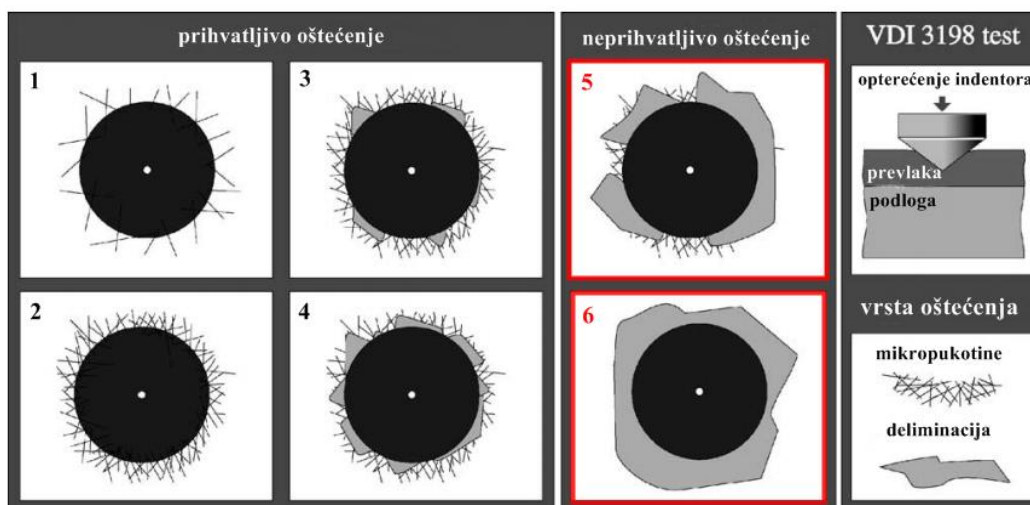 prihvatljivo oštećenje
1
3
2
4
neprihvatljivo oštećenje
5
6
VDI 3198 test
opterećenje indentora
prevlaka
podloga
vrsta oštećenja
mikropukotine
deliminacija